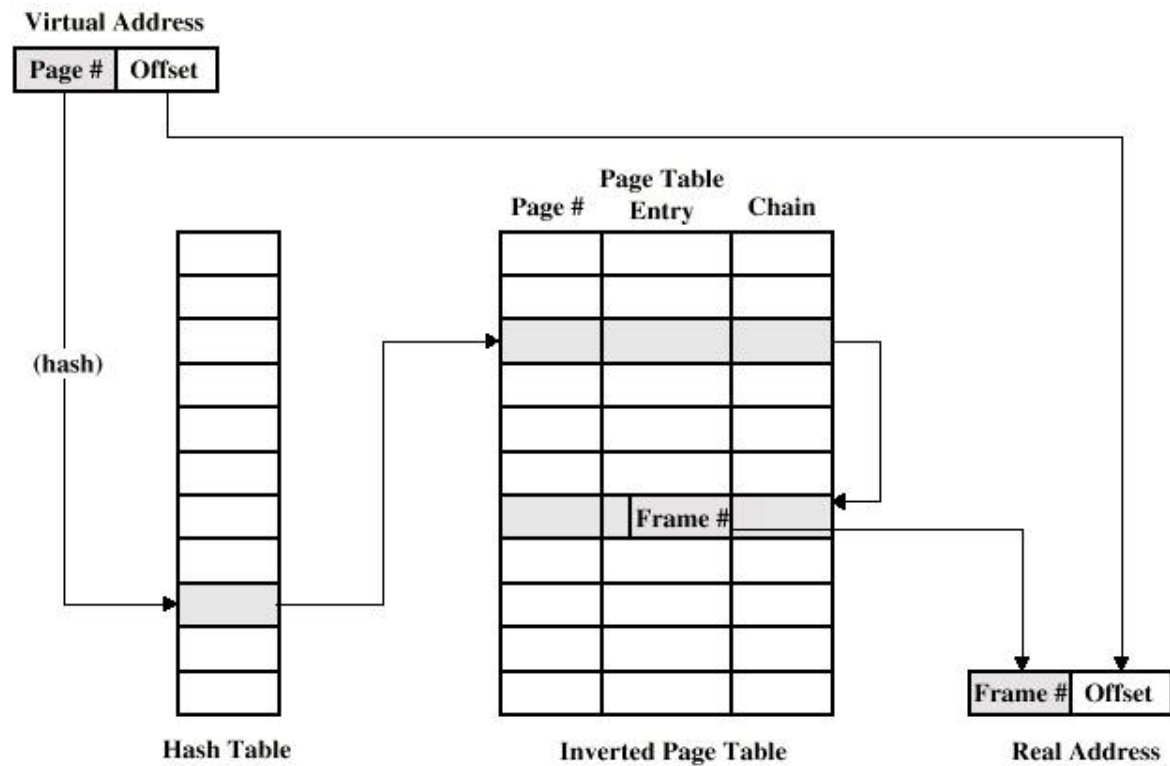 Virtual Address
Page # Offset
Page Table
Page # Entry Chain
(hash)
Frame #
Frame # Offset
Hash Table Inverted Page Table Real Address